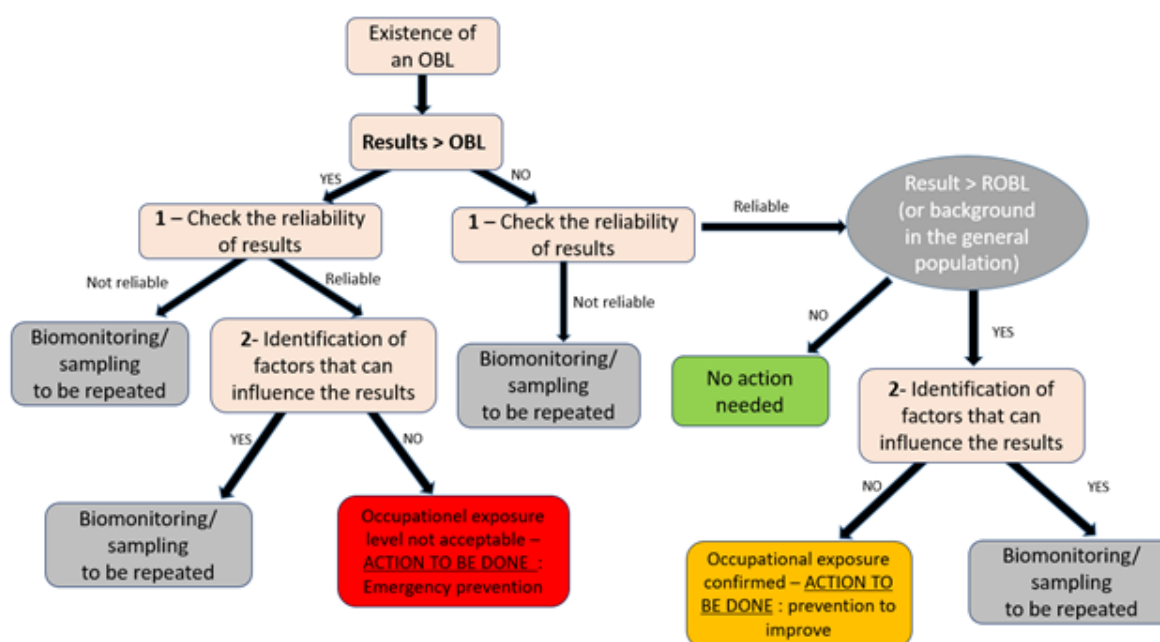 Existence of
an OBL
Results > OBL
YES
NO
1 – Check the reliability
of results
1 – Check the reliability
of results
Reliable
Result > ROBL
(or background
in the general
population)
Not reliable
Reliable
Not reliable
NO
YES
Biomonitoring/
sampling
to be repeated
2- Identification of
factors that can
influence the results
Biomonitoring/
sampling
to be repeated
No action
needed
2- Identification of
factors that can
influence the results
YES
NO
NO
YES
Biomonitoring/
sampling
to be repeated
Occupationel exposure
level not acceptable –
ACTION TO BE DONE :
Emergency prevention
Occupational exposure
confirmed – ACTION TO
BE DONE : prevention to
improve
Biomonitoring/
sampling
to be repeated